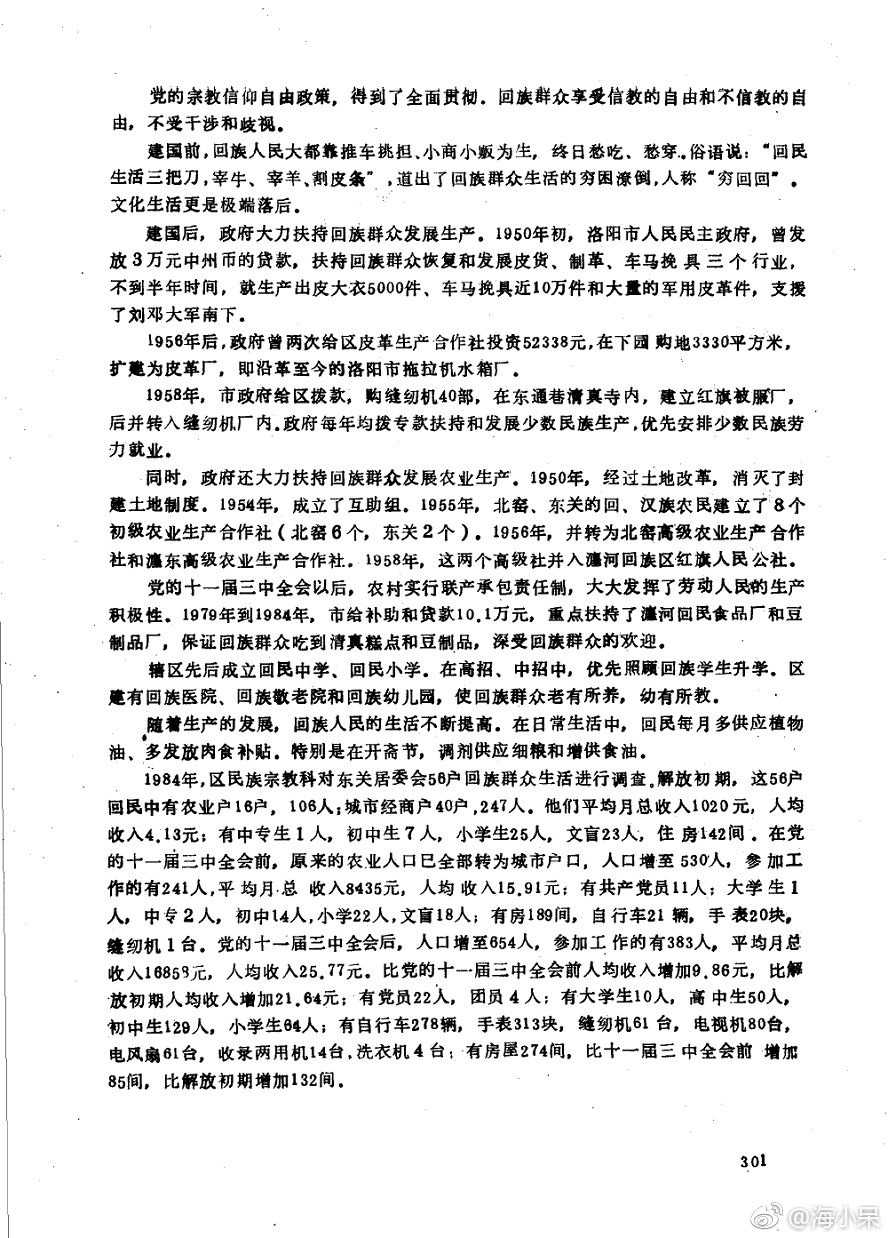 党的宗教信仰自由政策，得到了全面贯彻．回族群众享受信教的自由和不信教的自
由，不受干涉和歧视。
建国前，回族人民大都靠推车挑担、小商小贩为生，终日愁吃、愁穿。俗语说：“回民
生活三把刀，宰牛、宰羊、割皮条”，道出了回族群众生活的穷困潦倒，人称“穷回回”。
文化生活更是极端落后。
建国后，政府大力扶持回族群众发展生产。1950年初，洛阳市人民民主政府，曾发
放3万元中州币的贷款，扶持回族群众恢复和发展皮货、制革、车马挽具三个行业，
不到半年时间，就生产出皮大衣5000件、车马挽具近10万件和大量的军用皮革件，支援
了刘邓大军南下。
1956年后，政府曾两次给区皮革生产合作社投资52338元，在下园购地3330平方米，
扩建为皮革厂，即沿革至今的洛阳市拖拉机水箱厂。
1958年，市政府给区拨款，购缝纫机40部，在东通巷清真寺内，建立红旗被服厂，
后并转入缝纫机厂内。政府每年均拨专款扶持和发展少数民族生产，优先安排少数民族劳
力就业。
同时，政府还大力扶持回族群众发展农业生产。1950年，经过土地改革，消灭了封
建土地制度。1954年，成立了互助组。1955年，北窑、东关的回、汉族农民建立了8个
初级农业生产合作社（北窑6个，东关2个）。1956年，并转为北窑高级农业生产合作
社和瀍东高级农业生产合作社。1958年，这两个高级社并入瀍河回族区红旗人民公社。
党的十一届三中全会以后，农村实行联产承包责任制，大大发挥了劳动人民的生产
积极性。1979年到1984年，市给补助和贷款10.1万元，重点扶持了瀍河回民食品厂和豆
制品厂，保证回族群众吃到清真糕点和豆制品，深受回族群众的欢迎。
辖区先后成立回民中学、回民小学。在高招、中招中，优先照顾回族学生升学。区
建有回族医院、回族敬老院和回族幼儿园，使回族群众老有所养，幼有所教。
随着生产的发展，回族人民的生活不断提高。在日常生活中，回民每月多供应植物
油、多发放肉食补贴。特别是在开斋节，调剂供应细粮和增供食油。
1984年，区民族宗教科对东关居委会56户回族群众生活进行调查。解放初期，这56户
回民中有农业户16户，106人；城市经商户40户，247人。他们平均月总收入1020元，人均
收入4.13元；有中专生1人，初中生7人，小学生25人，文盲23人，住房142间。在党
的十一届三中全会前，原来的农业人口已全部转为城市户口，人口增至530人，参加工
作的有241人，平均月总收入8435元，人均收入15.91元；有共产党员11人；大学生1
人，中专2人，初中14人，小学22人，文盲18人；有房189间，自行车21辆，手表20块，
缝纫机1台。党的十一届三中全会后，人口增至654人，参加工作的有383人，平均月总
收入16858元，人均收入25.77元。比党的十一届三中全会前人均收入增加9.86元，比解
放初期人均收入增加21.64元；有党员22人，团员4人；有大学生10人，高中生50人，
初中生129人，小学生64人；有自行车278辆，手表313块，缝纫机61台，电视机80台，
电风扇61台，收录两用机14台，洗衣机4台；有房屋274间，比十一届三中全会前增加
85间，比解放初期增加132间。
301
@海小呆